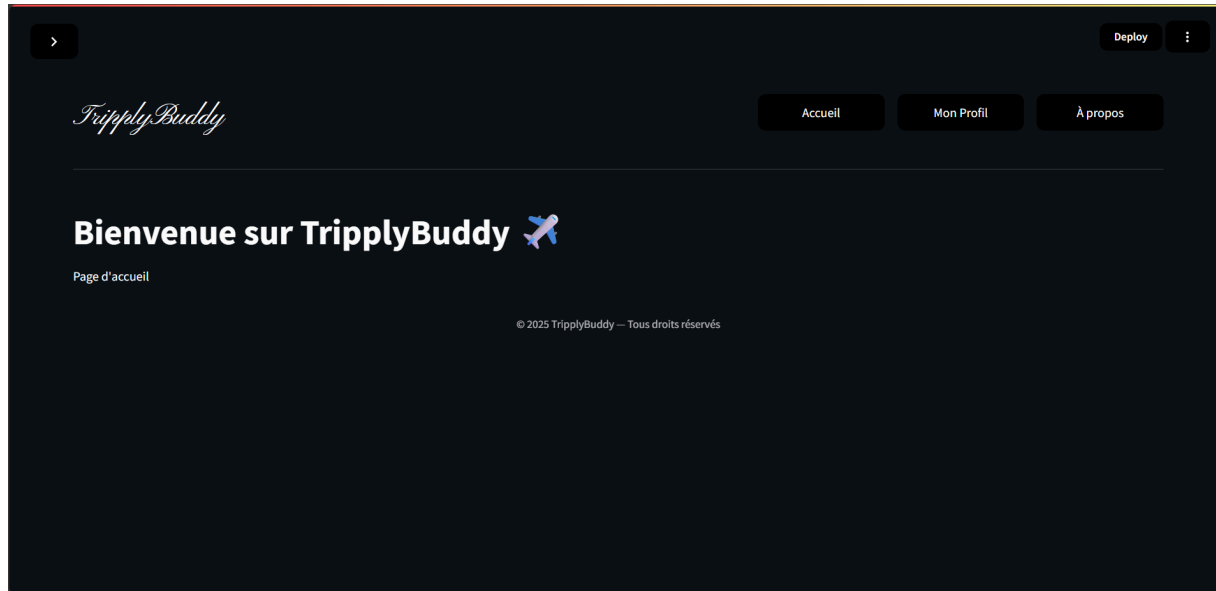 Deploy
TripplyBuddy
Accueil
Mon Profil
À propos
Bienvenue sur TripplyBuddy
Page d'accueil
© 2025 TripplyBuddy — Tous droits réservés